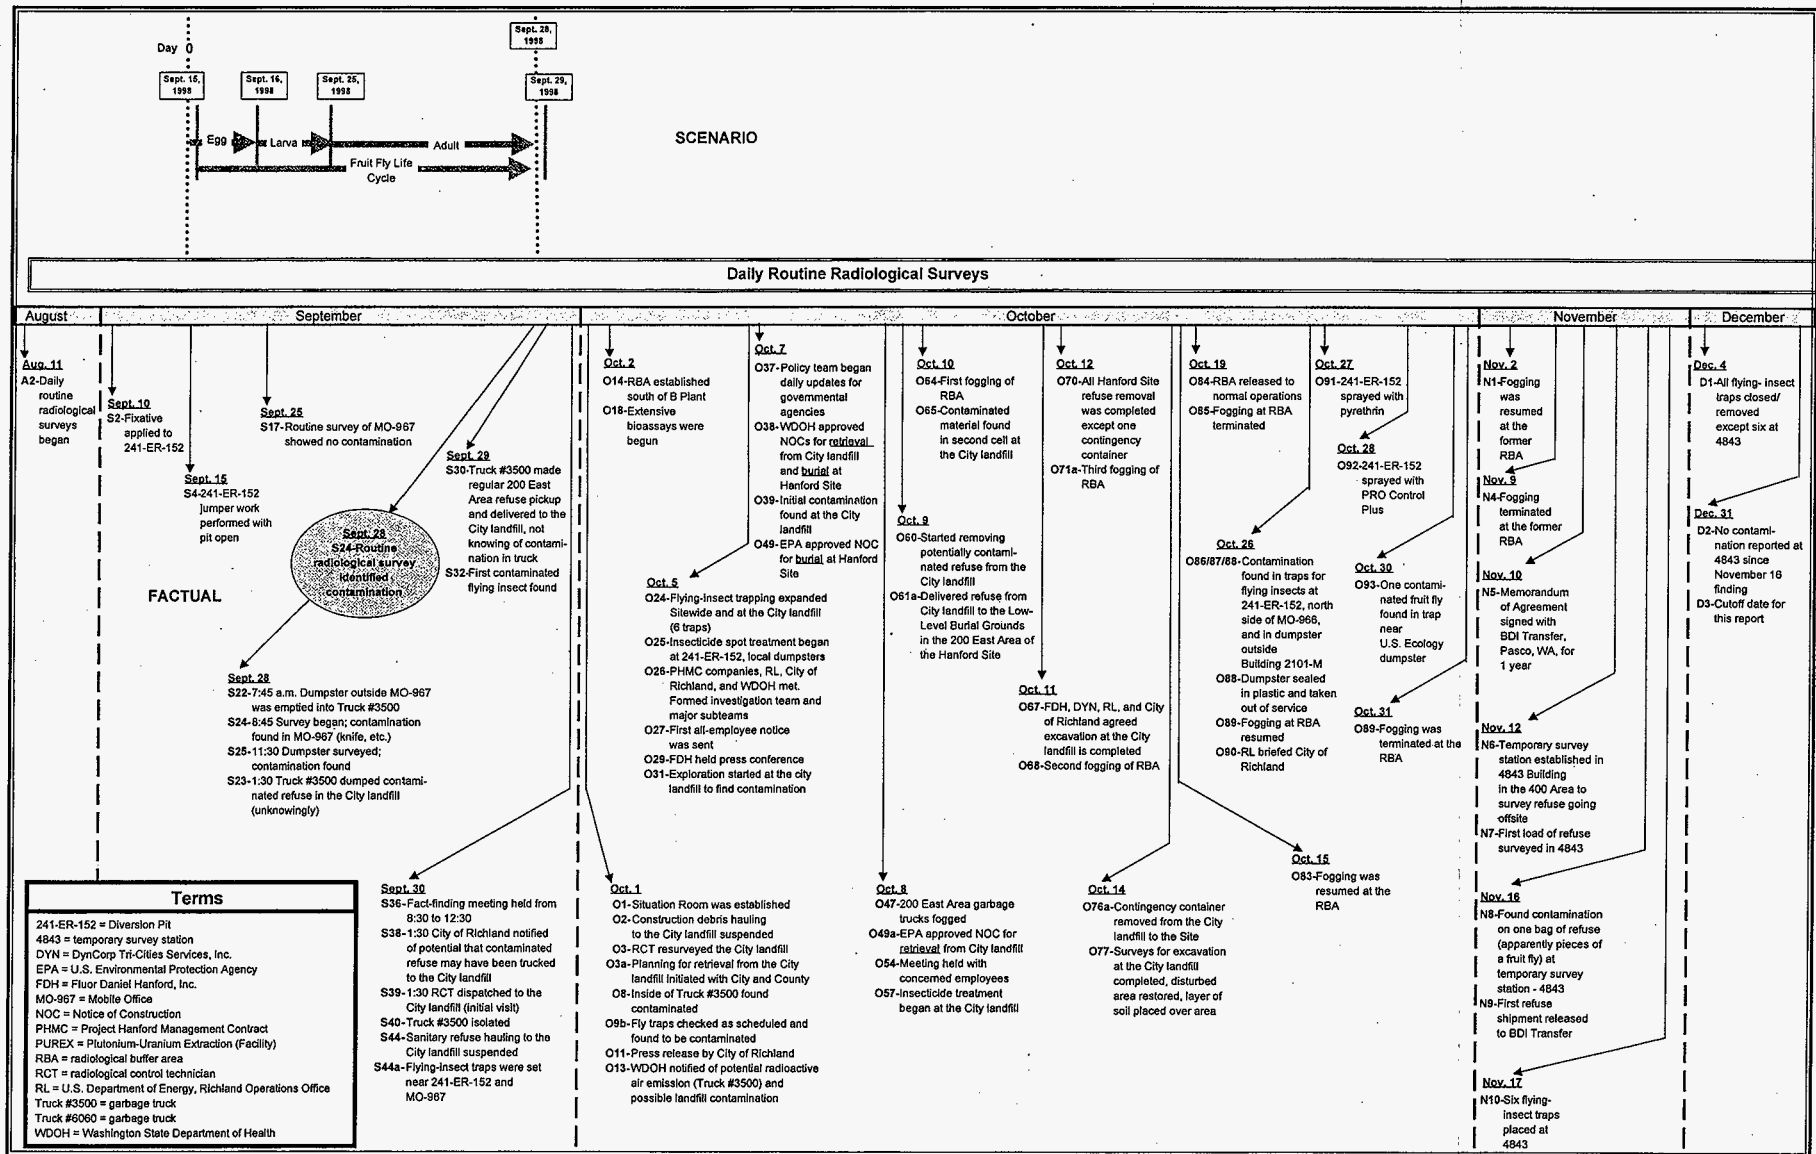 Sept. 28,
1998
Day 0
Sept. 15,
1998
Sept. 16,
1998
Sept. 25,
1998
Sept. 29,
1998
Egg
Larva
Adult
Fruit Fly Life
Cycle
SCENARIO
Daily Routine Radiological Surveys
August
September
October
November
December
Aug. 11
A2-Daily
routine
radiological
surveys
began
Sept. 10
S2-Fixative
applied to
241-ER-152
Sept. 15
S4-241-ER-152
jumper work
performed with
pit open
Sept. 25
S17-Routine survey of MO-967
showed no contamination
Sept. 28
S24-Routine
radiological survey
identified
contamination
FACTUAL
Sept. 28
S22-7:45 a.m. Dumpster outside MO-967
was emptied into Truck #3500
S24-8:45 Survey began; contamination
found in MO-967 (knife, etc.)
S25-11:30 Dumpster surveyed;
contamination found
S23-1:30 Truck #3500 dumped contami-
nated refuse in the City landfill
(unknowingly)
Sept. 29
S30-Truck #3500 made
regular 200 East
Area refuse pickup
and delivered to the
City landfill, not
knowing of contami-
nation in truck
S32-First contaminated
flying insect found
Sept. 30
S36-Fact-finding meeting held from
8:30 to 12:30
S38-1:30 City of Richland notified
of potential that contaminated
refuse may have been trucked
to the City landfill
S39-1:30 RCT dispatched to the
City landfill (initial visit)
S40-Truck #3500 isolated
S44-Sanitary refuse hauling to the
City landfill suspended
S44a-Flying-insect traps were set
near 241-ER-152 and
MO-967
Oct. 2
O14-RBA established
south of B Plant
O18-Extensive
bioassays were
begun
Oct. 7
O37-Policy team began
daily updates for
governmental
agencies
O38-WDOH approved
NOCs for retrieval
from City landfill
and burial at
Hanford Site
O39-Initial contamination
found at the City
landfill
O49-EPA approved NOC
for burial at Hanford
Site
Oct. 5
O24-Flying-Insect trapping expanded
Sitewide and at the City landfill
(6 traps)
O25-Insecticide spot treatment began
at 241-ER-152, local dumpsters
O26-PHMC companies, RL, City of
Richland, and WDOH met.
Formed investigation team and
major subteams
O27-First all-employee notice
was sent
O29-FDH held press conference
O31-Exploration started at the city
landfill to find contamination
Oct. 1
O1-Situation Room was established
O2-Construction debris hauling
to the City landfill suspended
O3-RCT resurveyed the City landfill
O3a-Planning for retrieval from the City
landfill initiated with City and County
O8-Inside of Truck #3500 found
contaminated
O9b-Fly traps checked as scheduled and
found to be contaminated
O11-Press release by City of Richland
O13-WDOH notified of potential radioactive
air emission (Truck #3500) and
possible landfill contamination
Oct. 10
O64-First fogging of
RBA
O65-Contaminated
material found
in second cell at
the City landfill
Oct. 9
O60-Started removing
potentially contami-
nated refuse from the
City landfill
O61a-Delivered refuse from
City landfill to the Low-
Level Burial Grounds
in the 200 East Area of
the Hanford Site
Oct. 8
O47-200 East Area garbage
trucks fogged
O49a-EPA approved NOC for
retrieval from City landfill
O54-Meeting held with
concerned employees
O57-Insecticide treatment
began at the City landfill
Oct. 12
O70-All Hanford Site
refuse removal
was completed
except one
contingency
container
O71a-Third fogging of
RBA
Oct. 11
O67-FDH, DYN, RL, and City
of Richland agreed
excavation at the City
landfill is completed
O68-Second fogging of RBA
Oct. 14
O76a-Contingency container
removed from the City
landfill to the Site
O77-Surveys for excavation
at the City landfill
completed, disturbed
area restored, layer of
soil placed over area
Oct. 19
O84-RBA released to
normal operations
O85-Fogging at RBA
terminated
Oct. 26
O86/87/88-Contamination
found in traps for
flying insects at
241-ER-152, north
side of MO-966,
and in dumpster
outside
Building 2101-M
O88-Dumpster sealed
in plastic and taken
out of service
O89-Fogging at RBA
resumed
O90-RL briefed City of
Richland
Oct. 15
O83-Fogging was
resumed at the
RBA
Oct. 27
O91-241-ER-152
sprayed with
pyrethrin
Oct. 28
O92-241-ER-152
sprayed with
PRO Control
Plus
Oct. 30
O93-One contami-
nated fruit fly
found in trap
near
U.S. Ecology
dumpster
Oct. 31
O89-Fogging was
terminated at the
RBA
Nov. 2
N1-Fogging
was
resumed
at the
former
RBA
Nov. 9
N4-Fogging
terminated
at the former
RBA
Nov. 10
N5-Memorandum
of Agreement
signed with
BDI Transfer,
Pasco, WA, for
1 year
Nov. 12
N6-Temporary survey
station established in
4843 Building
in the 400 Area to
survey refuse going
offsite
N7-First load of refuse
surveyed in 4843
Nov. 16
N8-Found contamination
on one bag of refuse
(apparently pieces of
a fruit fly) at
temporary survey
station - 4843
N9-First refuse
shipment released
to BDI Transfer
Nov. 17
N10-Six flying-
insect traps
placed at
4843
Dec. 4
D1-All flying- insect
traps closed/
removed
except six at
4843
Dec. 31
D2-No contami-
nation reported at
4843 since
November 16
finding
D3-Cutoff date for
this report
Terms
241-ER-152 = Diversion Pit
4843 = temporary survey station
DYN = DynCorp Tri-Cities Services, Inc.
EPA = U.S. Environmental Protection Agency
FDH = Fluor Daniel Hanford, Inc.
MO-967 = Mobile Office
NOC = Notice of Construction
PHMC = Project Hanford Management Contract
PUREX = Plutonium-Uranium Extraction (Facility)
RBA = radiological buffer area
RCT = radiological control technician
RL = U.S. Department of Energy, Richland Operations Office
Truck #3500 = garbage truck
Truck #6060 = garbage truck
WDOH = Washington State Department of Health